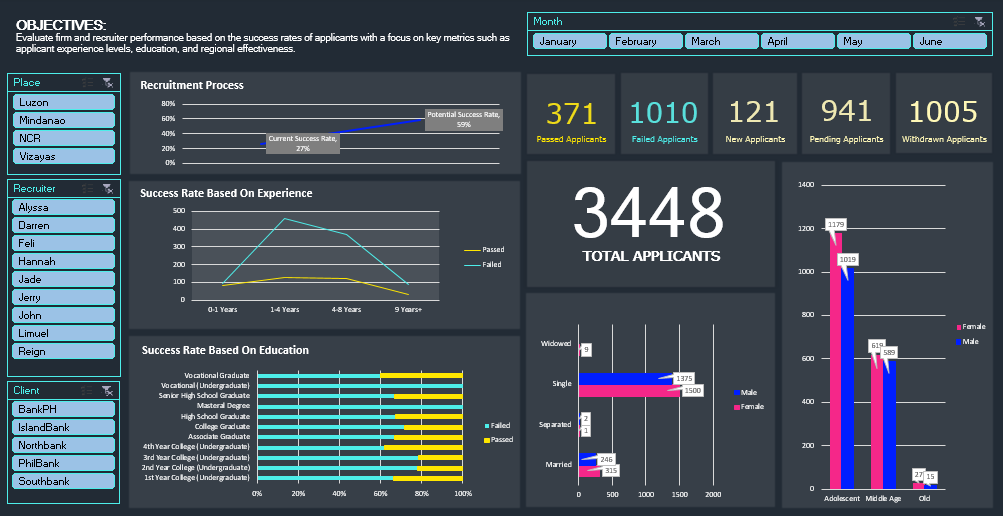 OBJECTIVES:
Evaluate firm and recruiter performance based on the success rates of applicants with a focus on key metrics such as
applicant experience levels, education, and regional effectiveness.
Month
January February March April May June
Place
Luzon
Mindanao
NCR
Vizayas
Recruiter
Alyssa
Darren
Feli
Hannah
Jade
Jerry
John
Limuel
Reign
Client
BankPH
IslandBank
Northbank
PhilBank
Southbank
Recruitment Process
80%
60%
40%
20%
0%
Potential Success Rate,
59%
Current Success Rate,
27%
Success Rate Based On Experience
500
400
300
200
100
0
0-1 Years 1-4 Years 4-8 Years 9 Years+
Passed
Failed
Success Rate Based On Education
Vocational Graduate
Vocational (Undergraduate)
Senior High School Graduate
Masteral Degree
High School Graduate
College Graduate
Associate Graduate
4th Year College (Undergraduate)
3rd Year College (Undergraduate)
2nd Year College (Undergraduate)
1st Year College (Undergraduate)
0% 20% 40% 60% 80% 100%
Failed
Passed
371
Passed Applicants
1010
Failed Applicants
121
New Applicants
941
Pending Applicants
1005
Withdrawn Applicants
3448
TOTAL APPLICANTS
Widowed
9
Single
1375
1500
Separated
2
1
Married
246
315
0 500 1000 1500 2000
Male
Female
1400
1200
1000
800
600
400
200
0
1179
1019
619
589
27
15
Adolescent Middle Age Old
Female
Male